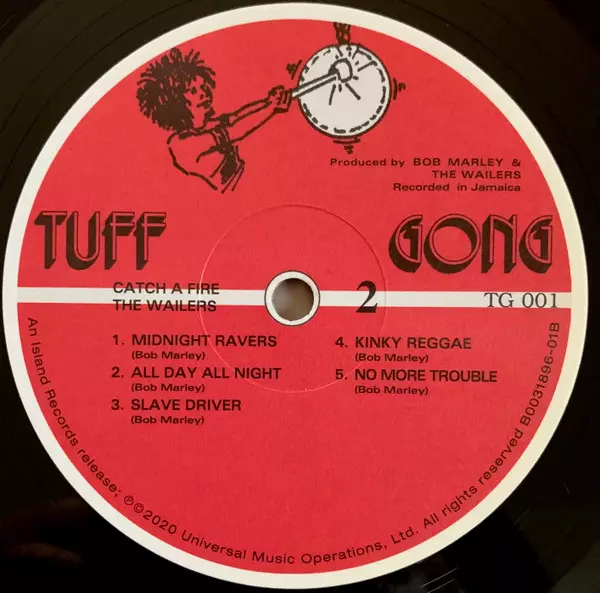 Produced by BOB MARLEY &
THE WAILERS
Recorded in Jamaica
TUFF GONG
CATCH A FIRE
THE WAILERS
2
TG 001
1. MIDNIGHT RAVERS
(Bob Marley)
2. ALL DAY ALL NIGHT
(Bob Marley)
3. SLAVE DRIVER
(Bob Marley)
4. KINKY REGGAE
(Bob Marley)
5. NO MORE TROUBLE
(Bob Marley)
An Island Records release; ℗©2020 Universal Music Operations, Ltd. All rights reserved B0031896-01B